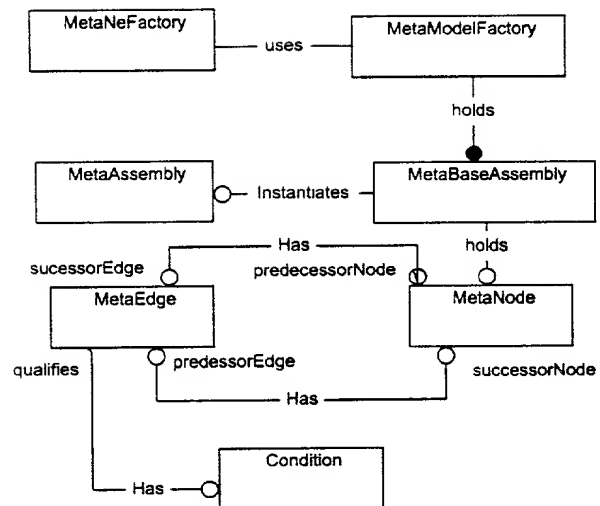 MetaNeFactory
uses
MetaModelFactory
holds
MetaAssembly
Instantiates
MetaBaseAssembly
Has
holds
sucessorEdge
predecessorNode
MetaEdge
MetaNode
qualifies
predessorEdge
successorNode
Has
Condition
Has